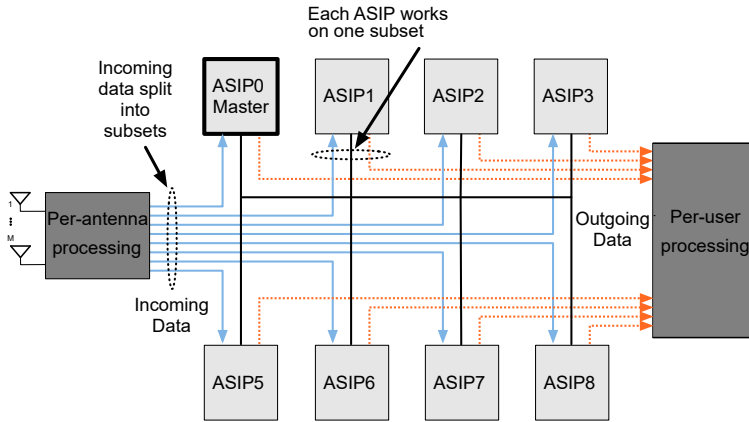 Each ASIP works
on one subset
Incoming
data split
into
subsets
ASIP0
Master
ASIP1
ASIP2
ASIP3
1
M
Per-antenna
processing
Outgoing
Data
Per-user
processing
Incoming
Data
ASIP5
ASIP6
ASIP7
ASIP8